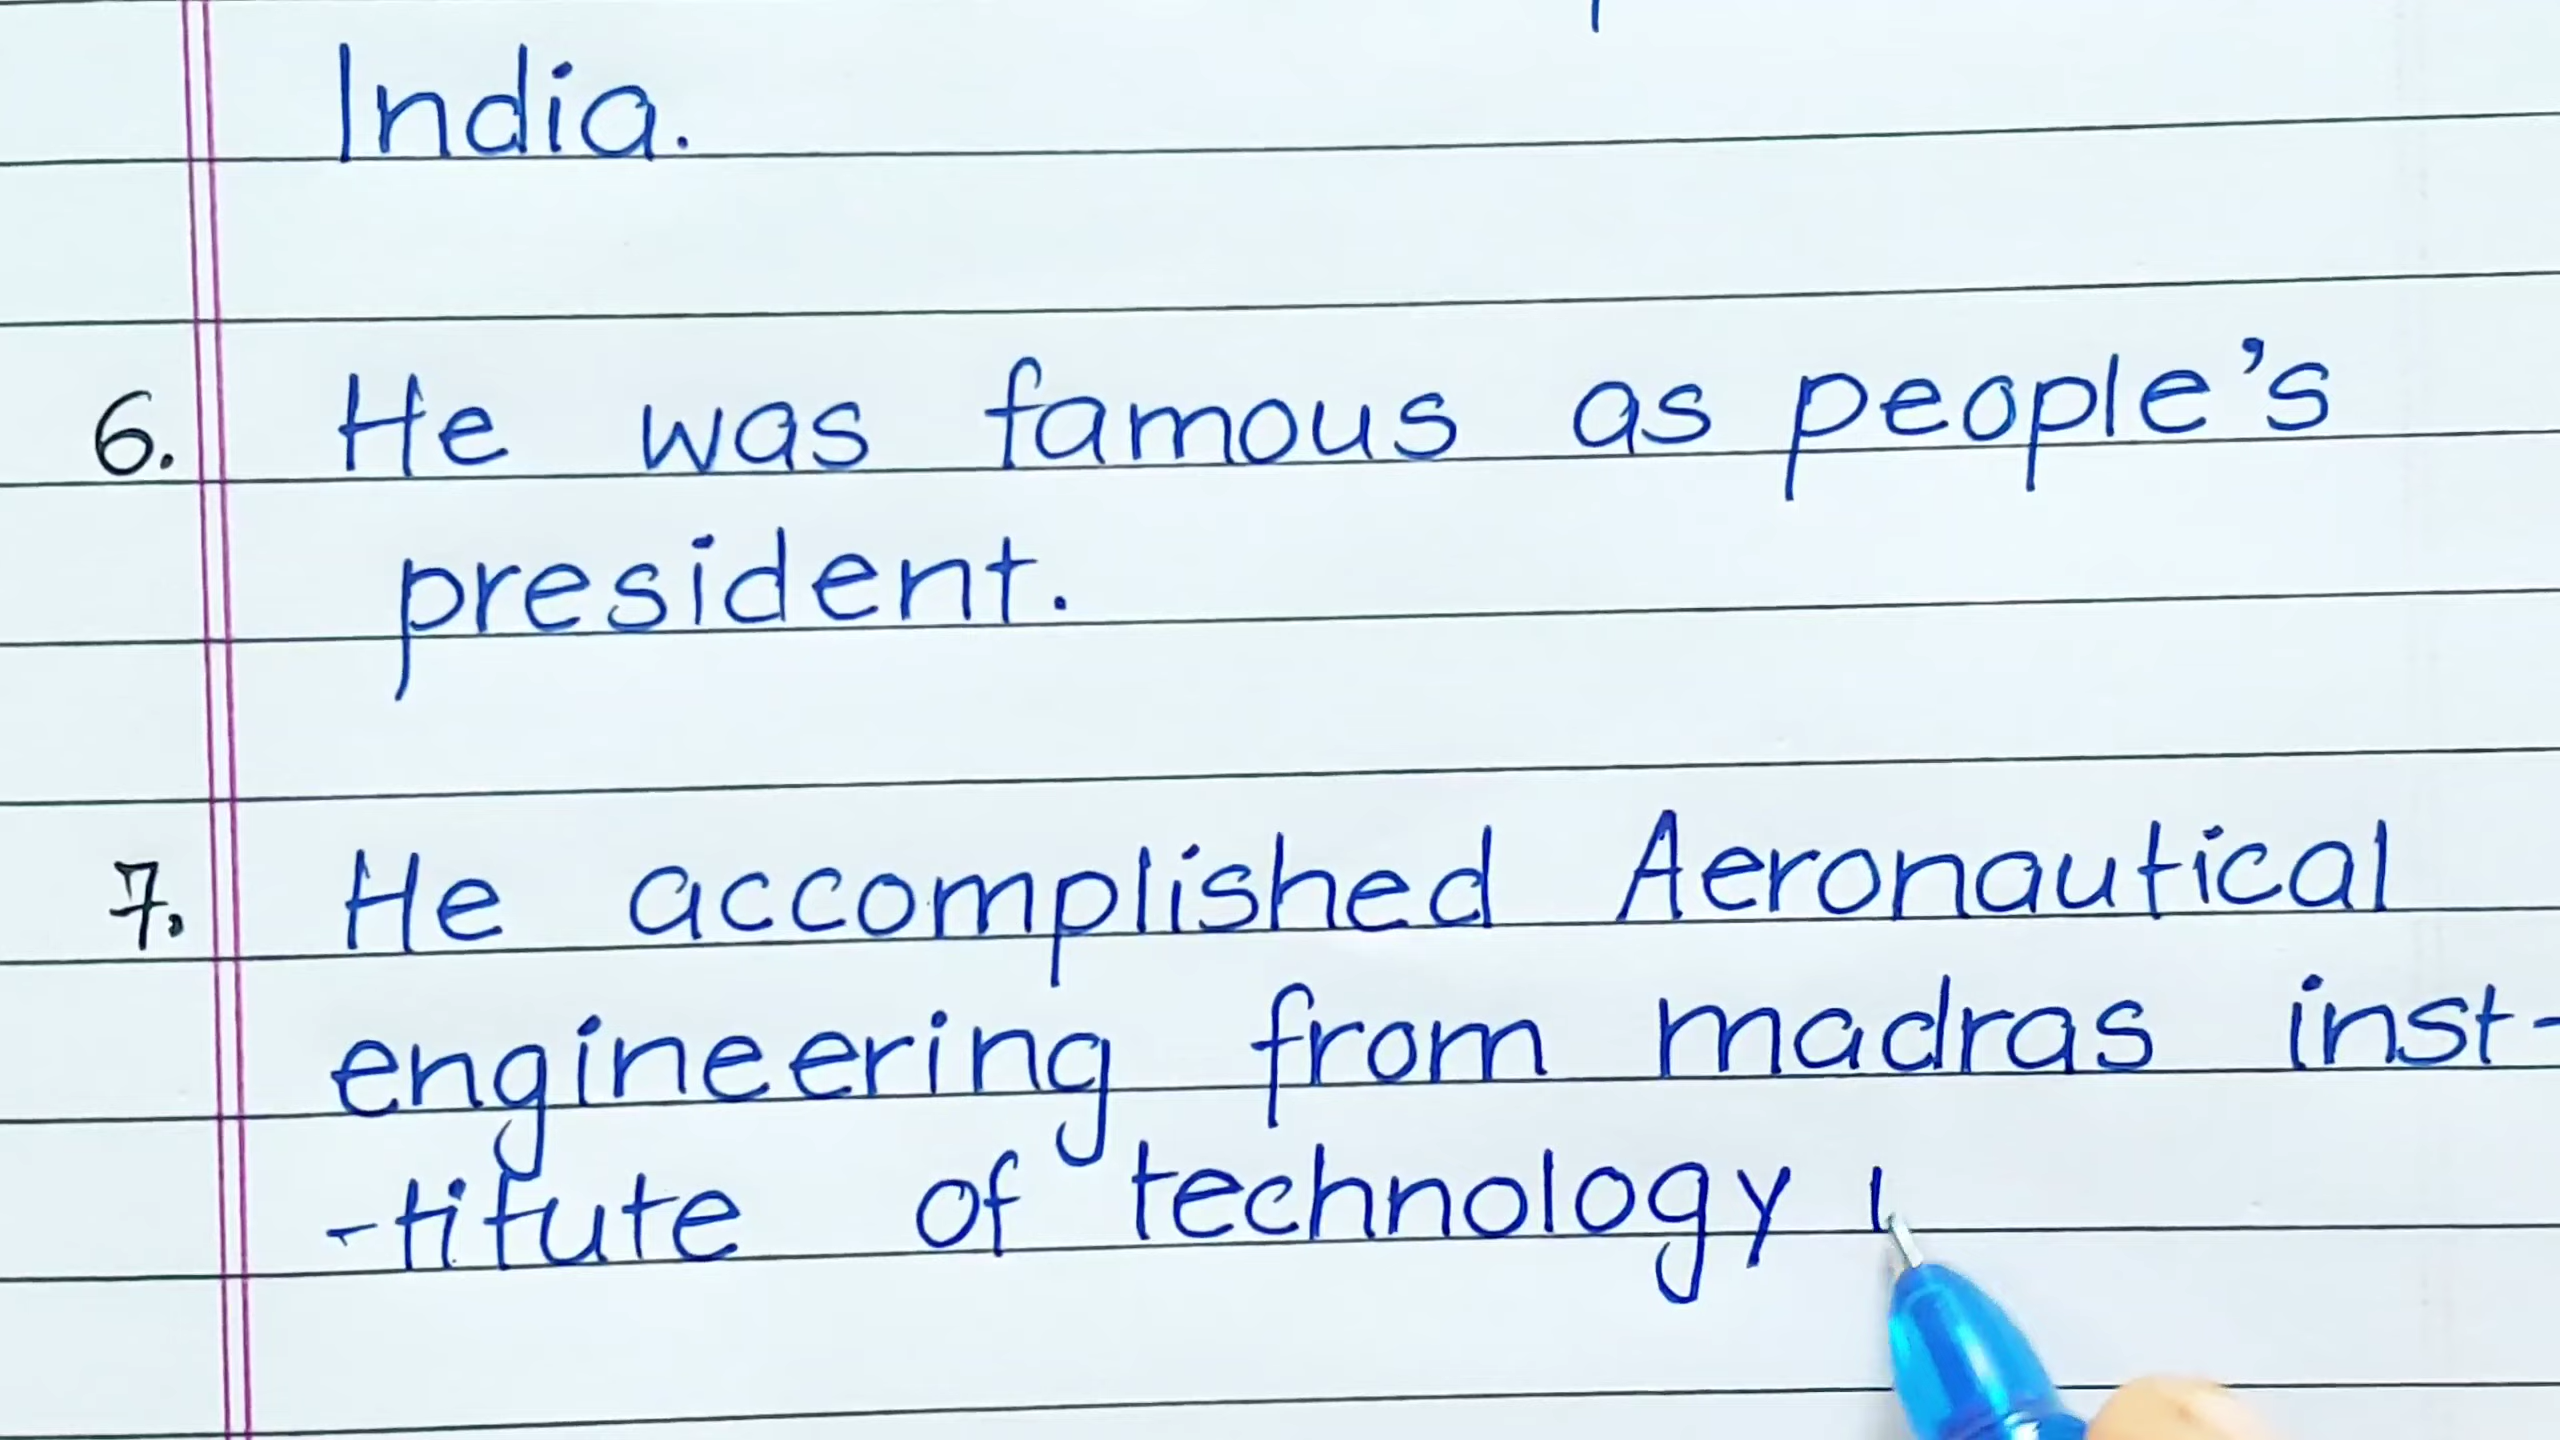 India.
6. He was famous as people's
president.
7. He accomplished Aeronautical
engineering from madras inst-
-titute of technology